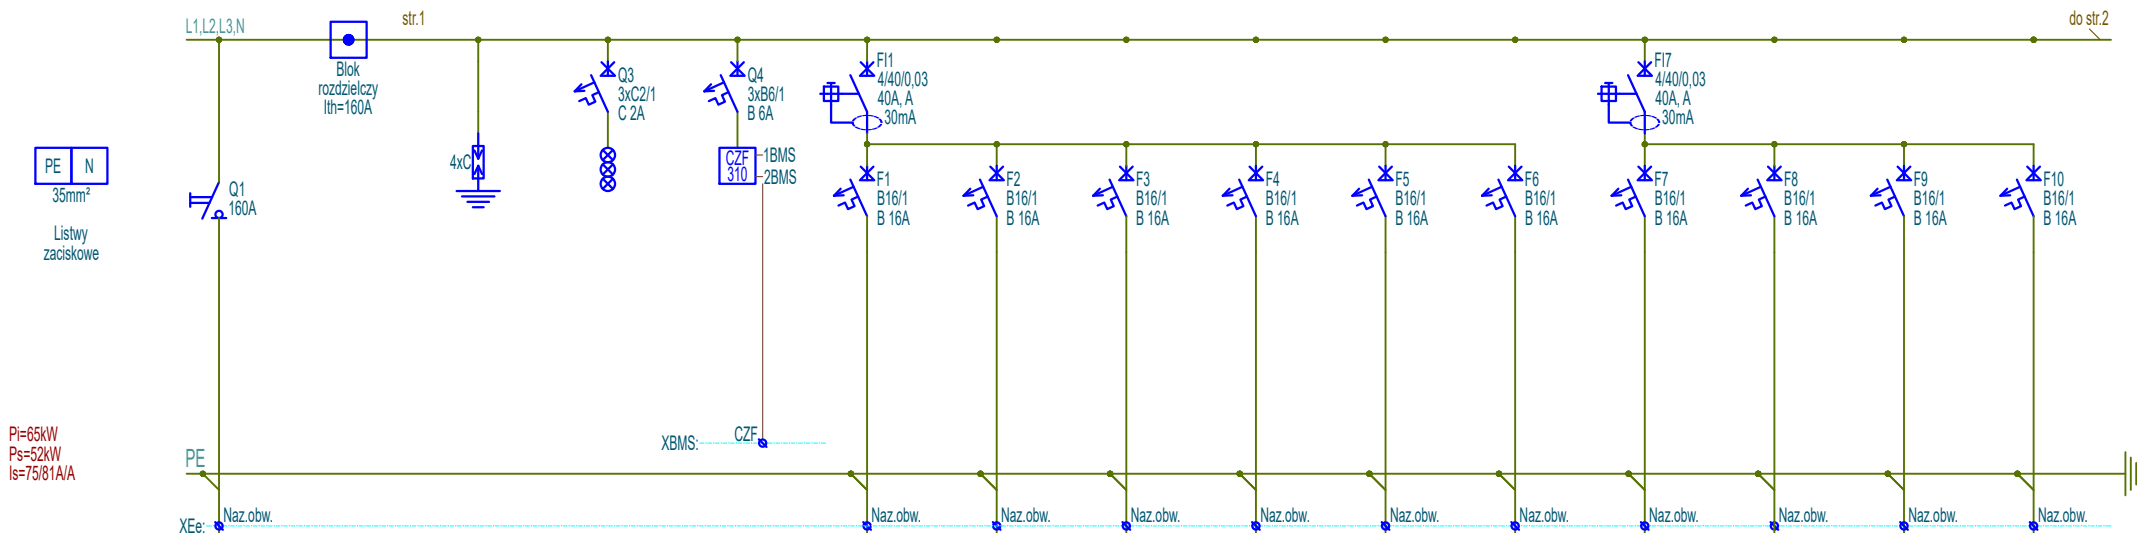 str.1
do str.2
L1,L2,L3,N
Blok
rozdzielczy
Ith=160A
Q3
3xC2/1
C 2A
Q4
3xB6/1
B 6A
FI1
4/40/0,03
40A, A
30mA
FI7
4/40/0,03
40A, A
30mA
PE
N
35mm²
Listwy
zaciskowe
Q1
160A
4xC
CZF
310
1BMS
2BMS
F1
B16/1
B 16A
F2
B16/1
B 16A
F3
B16/1
B 16A
F4
B16/1
B 16A
F5
B16/1
B 16A
F6
B16/1
B 16A
F7
B16/1
B 16A
F8
B16/1
B 16A
F9
B16/1
B 16A
F10
B16/1
B 16A
Pi=65kW
Ps=52kW
Is=75/81A/A
XBMS:
CZF
PE
XEe:
Naz.obw.
Naz.obw.
Naz.obw.
Naz.obw.
Naz.obw.
Naz.obw.
Naz.obw.
Naz.obw.
Naz.obw.
Naz.obw.
Naz.obw.